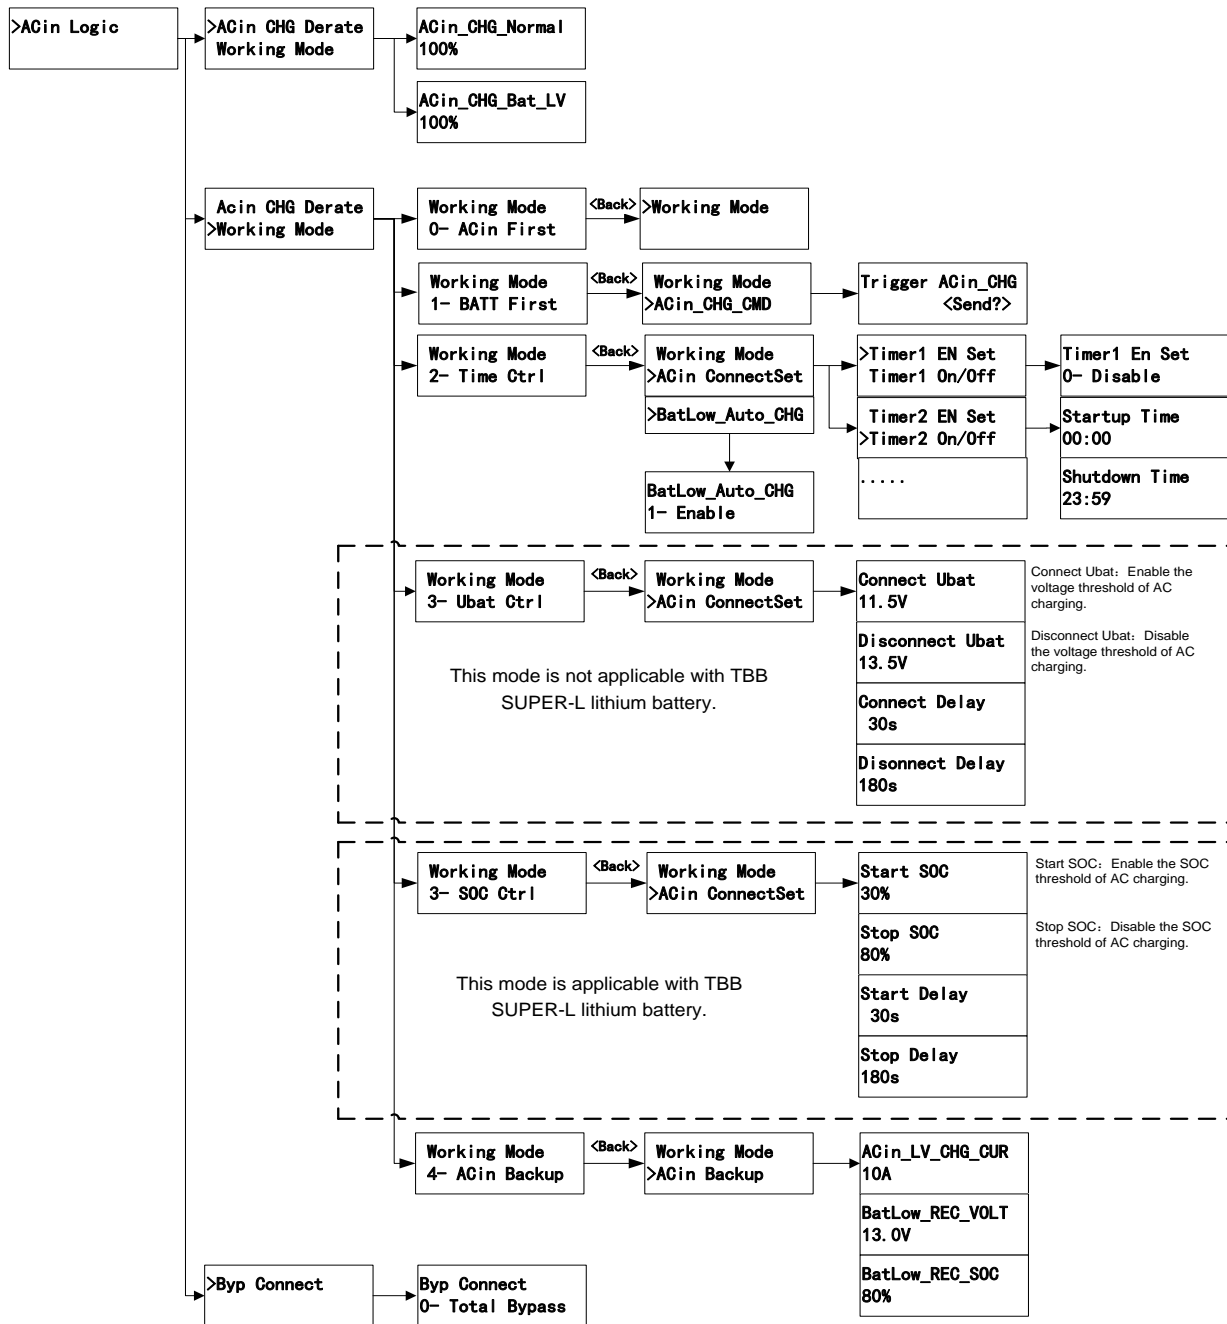 >ACin Logic
>ACin CHG Derate
Working Mode
ACin_CHG_Normal
100%
ACin_CHG_Bat_LV
100%
Acin CHG Derate
>Working Mode
Working Mode
0- ACin First
<Back>
>Working Mode
Working Mode
1- BATT First
<Back>
Working Mode
>ACin_CHG_CMD
Trigger ACin_CHG
<Send?>
Working Mode
2- Time Ctrl
<Back>
Working Mode
>ACin ConnectSet
>BatLow_Auto_CHG
BatLow_Auto_CHG
1- Enable
>Timer1 EN Set
Timer1 On/Off
Timer2 EN Set
>Timer2 On/Off
.....
Timer1 En Set
0- Disable
Startup Time
00:00
Shutdown Time
23:59
Working Mode
3- Ubat Ctrl
<Back>
Working Mode
>ACin ConnectSet
Connect Ubat
11.5V
Disconnect Ubat
13.5V
Connect Delay
30s
Disonnect Delay
180s
Connect Ubat: Enable the
voltage threshold of AC
charging.
Disconnect Ubat: Disable
the voltage threshold of AC
charging.
This mode is not applicable with TBB
SUPER-L lithium battery.
Working Mode
3- SOC Ctrl
<Back>
Working Mode
>ACin ConnectSet
Start SOC
30%
Stop SOC
80%
Start Delay
30s
Stop Delay
180s
Start SOC: Enable the SOC
threshold of AC charging.
Stop SOC: Disable the SOC
threshold of AC charging.
This mode is applicable with TBB
SUPER-L lithium battery.
Working Mode
4- ACin Backup
<Back>
Working Mode
>ACin Backup
ACin_LV_CHG_CUR
10A
BatLow_REC_VOLT
13.0V
BatLow_REC_SOC
80%
>Byp Connect
Byp Connect
0- Total Bypass